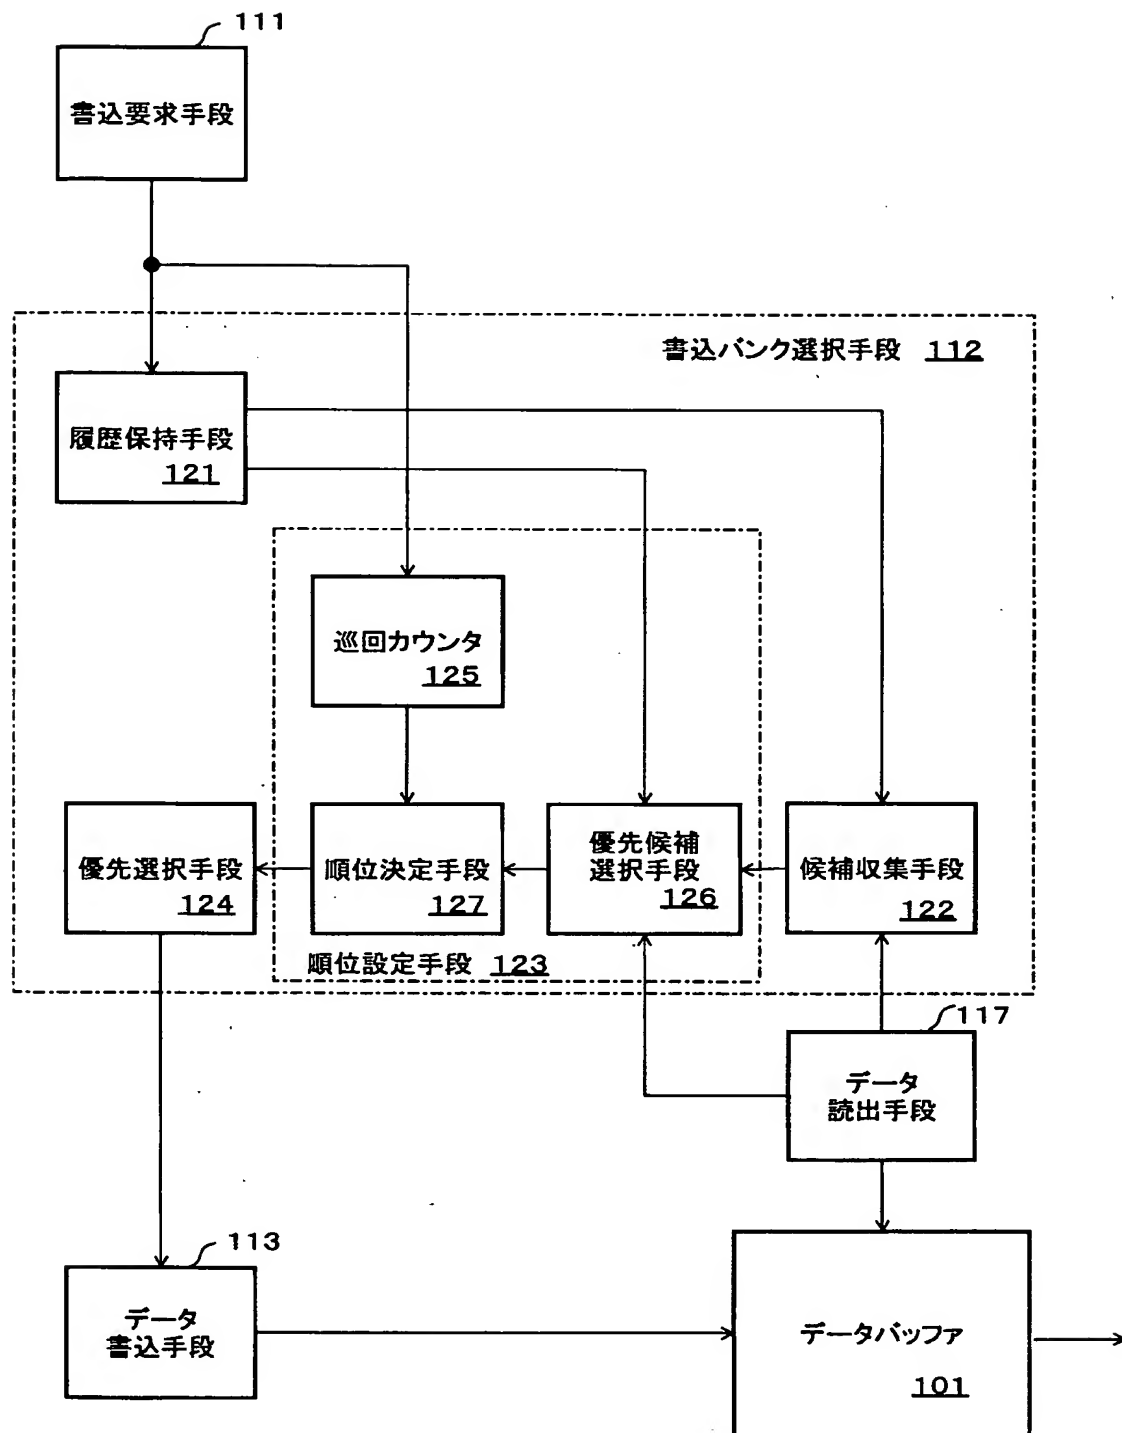 111
書込要求手段
書込バンク選択手段 112
履歴保持手段
121
巡回カウンタ
125
優先選択手段
124
順位決定手段
127
優先候補
選択手段
126
候補収集手段
122
順位設定手段 123
117
データ
読出手段
113
データ
書込手段
データバッファ
101